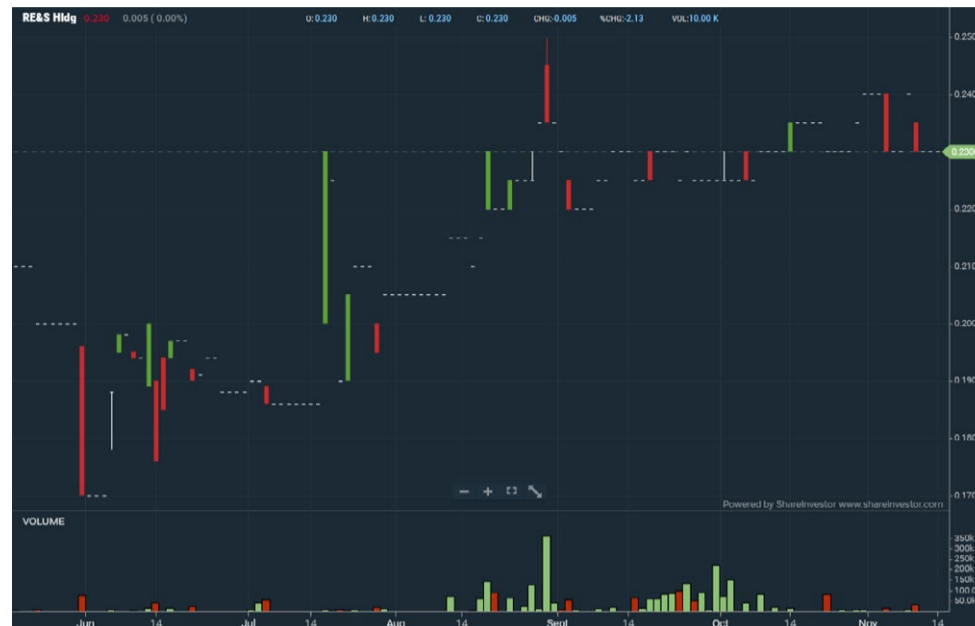 RE&S Hldg 0.230 0.005 ( 0.00%) O: 0.230 H: 0.230 L: 0.230 C: 0.230 CHG:-0.005 %CHG:-2.13 VOL:10.00 K
0.250
0.240
0.230
0.220
0.210
0.200
0.190
0.180
0.170
Powered by ShareInvestor www.shareinvestor.com
VOLUME
350k
300k
250k
200k
150k
100.0
50.0k
Jun 14 Jul 14 Aug 14 Sept 14 Oct 14 Nov 14